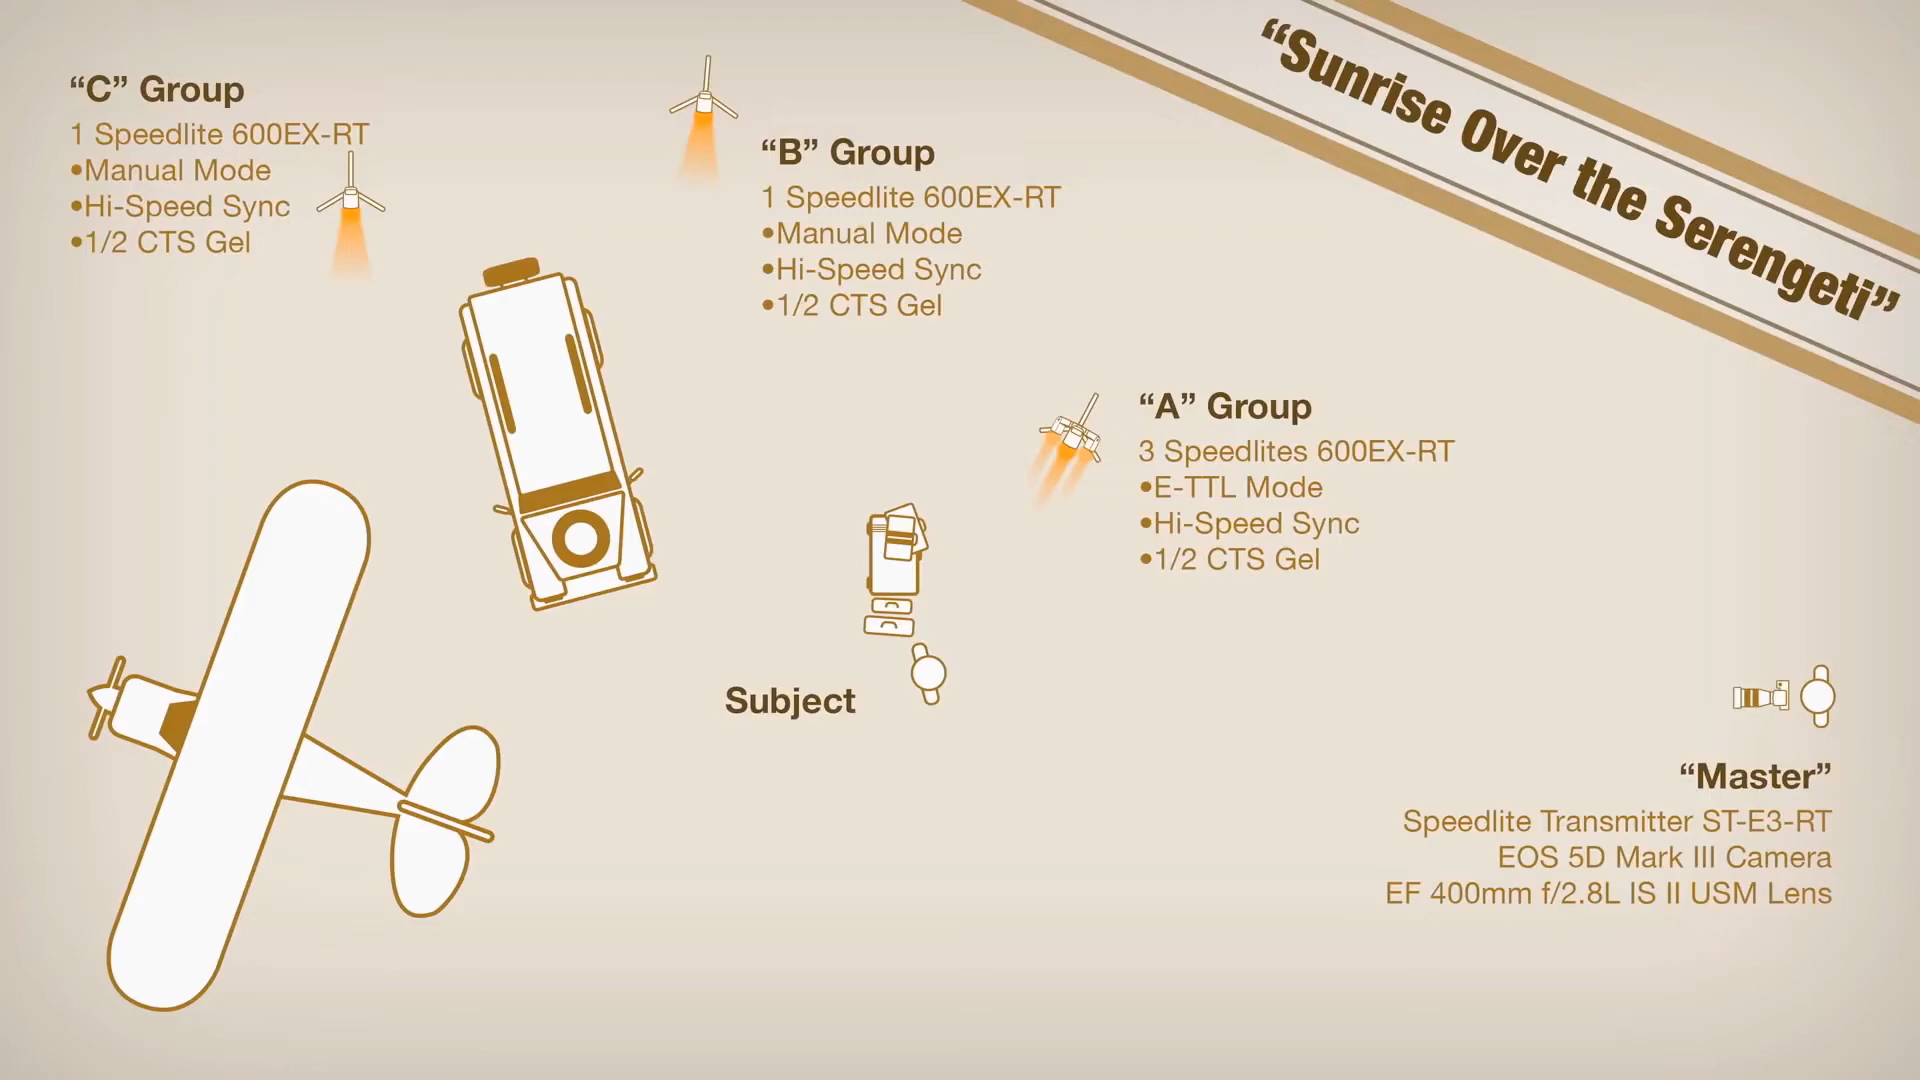 “Sunrise Over the Serengeti”
“C” Group
1 Speedlite 600EX-RT
•Manual Mode
•Hi-Speed Sync
•1/2 CTS Gel
“B” Group
1 Speedlite 600EX-RT
•Manual Mode
•Hi-Speed Sync
•1/2 CTS Gel
“A” Group
3 Speedlites 600EX-RT
•E-TTL Mode
•Hi-Speed Sync
•1/2 CTS Gel
Subject
“Master”
Speedlite Transmitter ST-E3-RT
EOS 5D Mark III Camera
EF 400mm f/2.8L IS II USM Lens